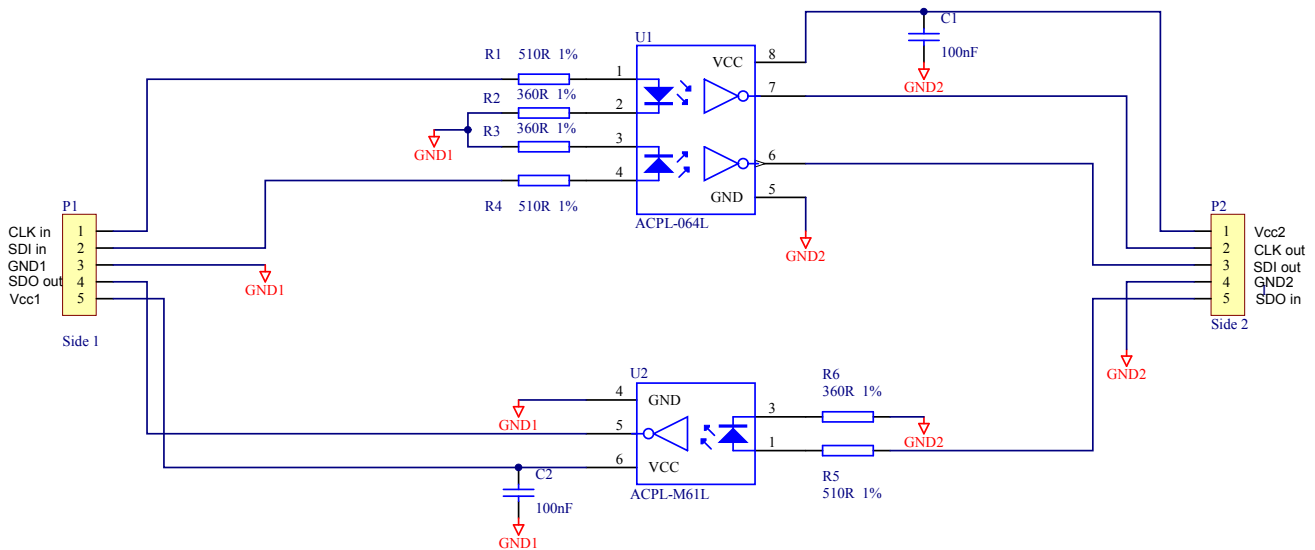 C1
100nF
GND2
U1
R1 510R 1%
1
VCC
8
R2 360R 1%
2
7
R3 360R 1%
3
GND1
6
4
GND
5
R4 510R 1%
ACPL-064L
GND2
P1
CLK in
1
SDI in
2
GND1
3
SDO out
4
Vcc1
5
GND1
Side 1
P2
1
Vcc2
2
CLK out
3
SDI out
4
GND2
1
5
SDO in
Side 2
GND2
U2
4
GND
GND1
5
6
VCC
3
1
R6
360R 1%
GND2
R5
510R 1%
ACPL-M61L
C2
100nF
GND1